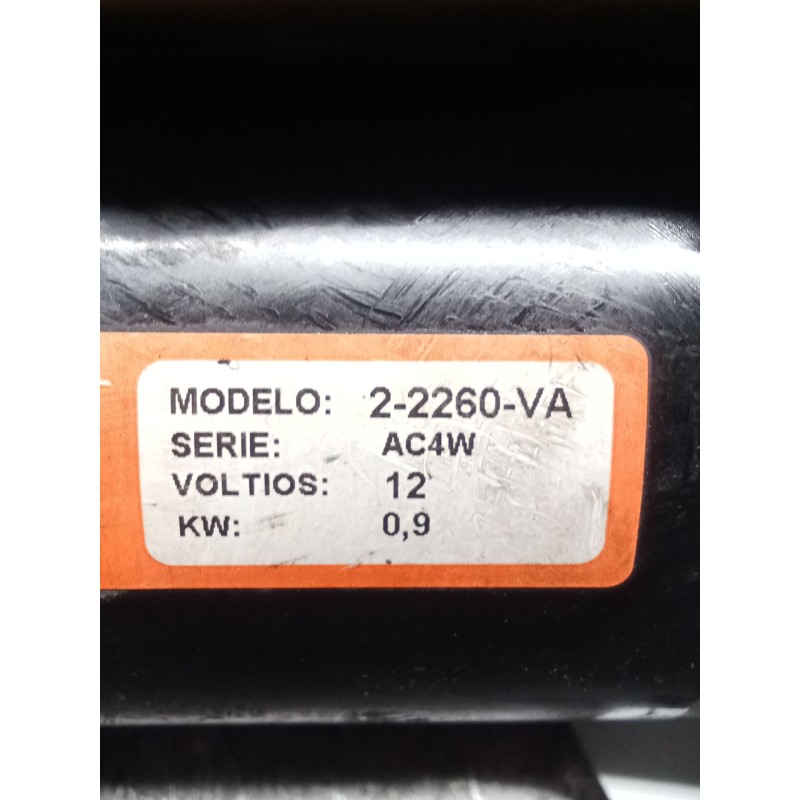 MODELO: 2-2260-VA
SERIE: AC4W
VOLTIOS: 12
KW: 0,9